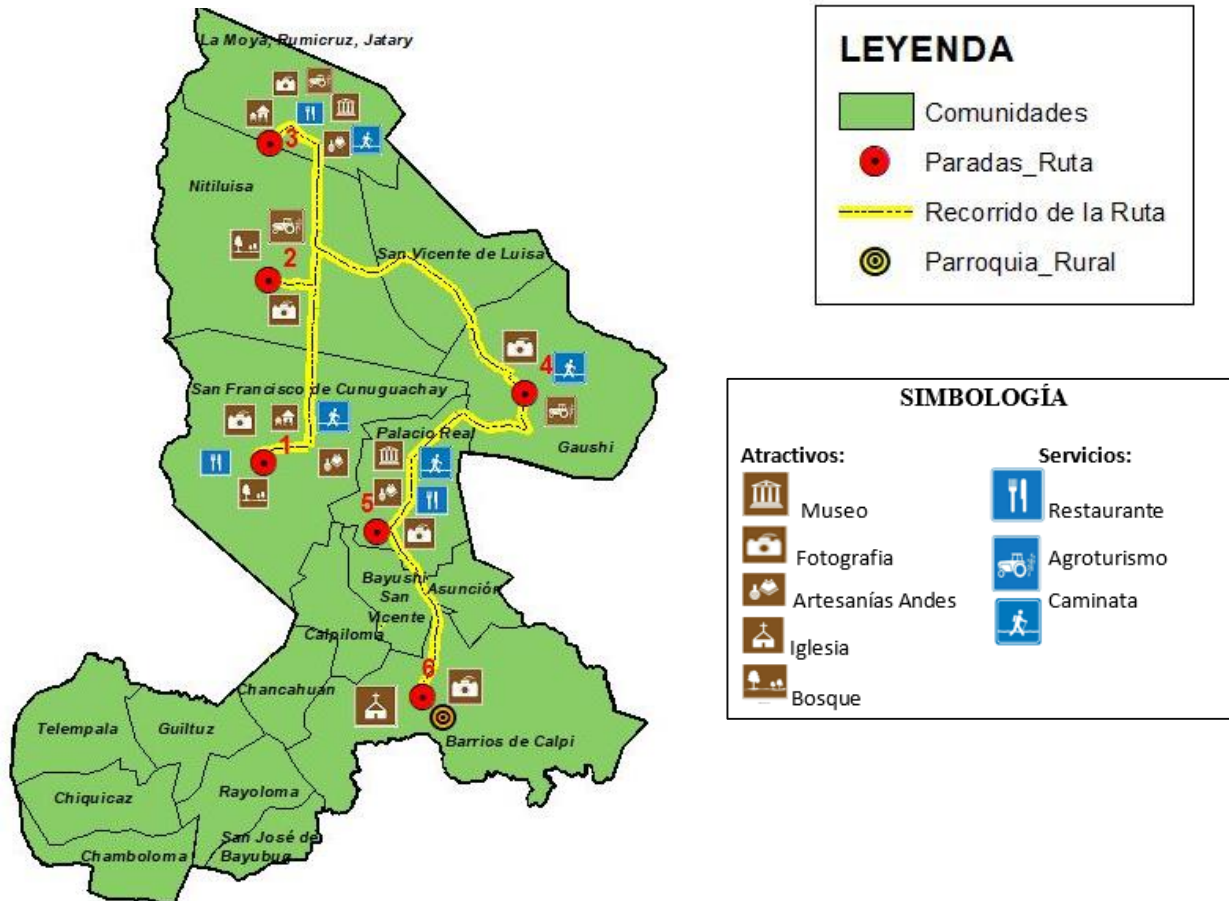 La Moya, Rumicruz, Jatary
3
Nitiluisa
2
San Vicente de Luisa
4
San Francisco de Cunuguachay
1
Palacio Real
Gaushi
5
Bayushi
San
Vicente
Asunción
Calpiloma
6
Chancahuan
Telempala
Guiltuz
Barrios de Calpi
Chiquicaz
Rayoloma
Chamboloma
San José de
Bayubug
LEYENDA
Comunidades
Paradas_Ruta
Recorrido de la Ruta
Parroquia_Rural
SIMBOLOGÍA
Atractivos:
Museo
Fotografia
Artesanías Andes
Iglesia
Bosque
Servicios:
Restaurante
Agroturismo
Caminata